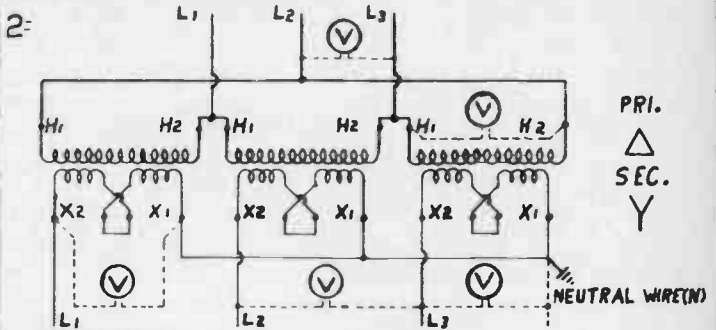 2=
L1 L2 L3
V
V
H1 H2 H1 H2 H1 H2
PRI.
△
SEC.
Y
X2 X1 X2 X1 X2 X1
V V V
NEUTRAL WIRE(N)
L1 L2 L3